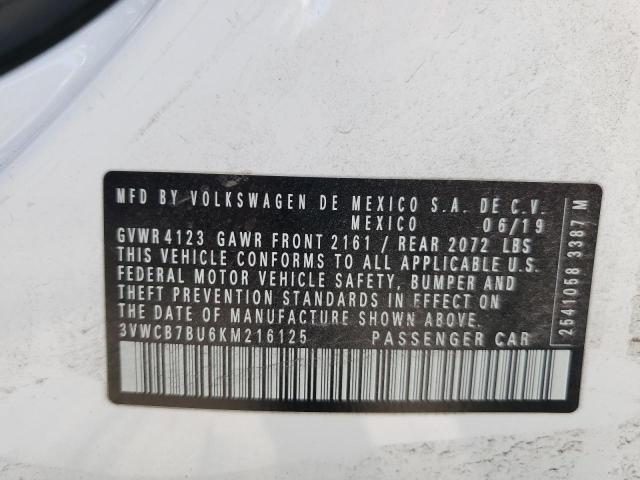 MFD BY VOLKSWAGEN DE MEXICO S.A. DE C.V.
MEXICO 06/19
GVWR 4123 GAWR FRONT 2161 / REAR 2072 LBS
THIS VEHICLE CONFORMS TO ALL APPLICABLE U.S.
FEDERAL MOTOR VEHICLE SAFETY, BUMPER AND
THEFT PREVENTION STANDARDS IN EFFECT ON
THE DATE OF MANUFACTURE SHOWN ABOVE
3VWCB7BU6KM216125 PASSENGER CAR
2541058 3387 M